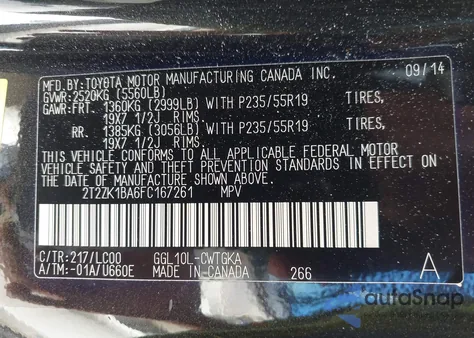 MFD. BY: TOYOTA MOTOR MANUFACTURING CANADA INC. 09/14
GVWR: 2520KG (5560LB)
GAWR: FRT. 1360KG (2999LB) WITH P235/55R19 TIRES,
19X7 1/2J RIMS.
RR. 1385KG (3056LB) WITH P235/55R19 TIRES,
19X7 1/2J RIMS.
THIS VEHICLE CONFORMS TO ALL APPLICABLE FEDERAL MOTOR
VEHICLE SAFETY AND THEFT PREVENTION STANDARDS IN EFFECT ON
THE DATE OF MANUFACTURE SHOWN ABOVE.
2T2ZK1BA6FC167261 MPV
C/TR: 217/LC00 GGL10L-CWTGKA
A/TM: -01A/U660E MADE IN CANADA 266 A
autoSnap